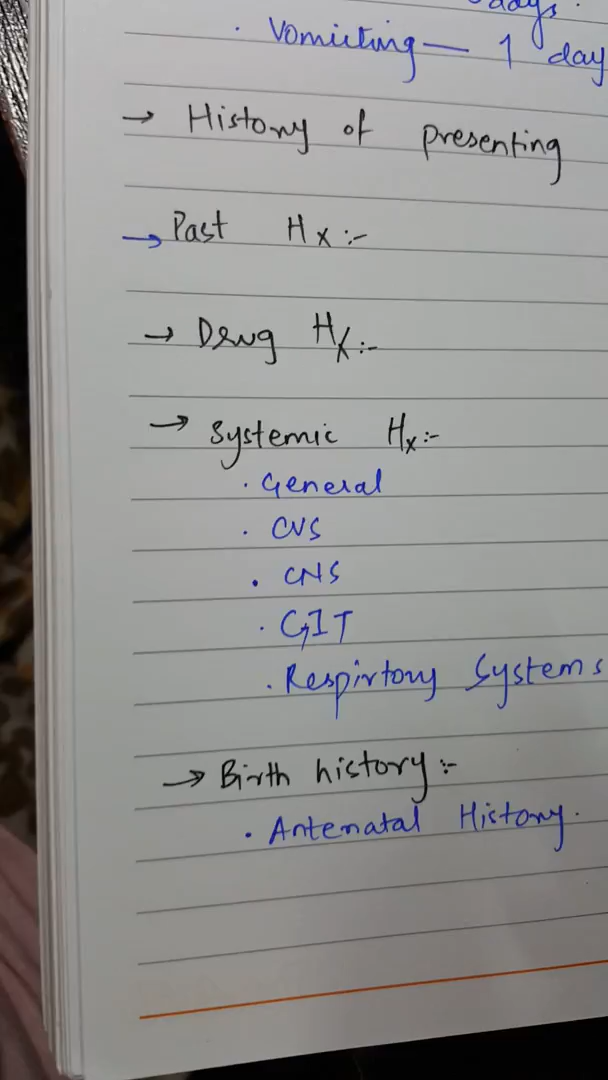 days.
. Vomitting — 1 day
→ History of presenting
→ Past Hx :-
→ Drug Hx :-
→ Systemic Hx :-
. General
. CVS
. CNS
. GIT
. Respirtory Systems
→ Birth history :-
. Antenatal History.